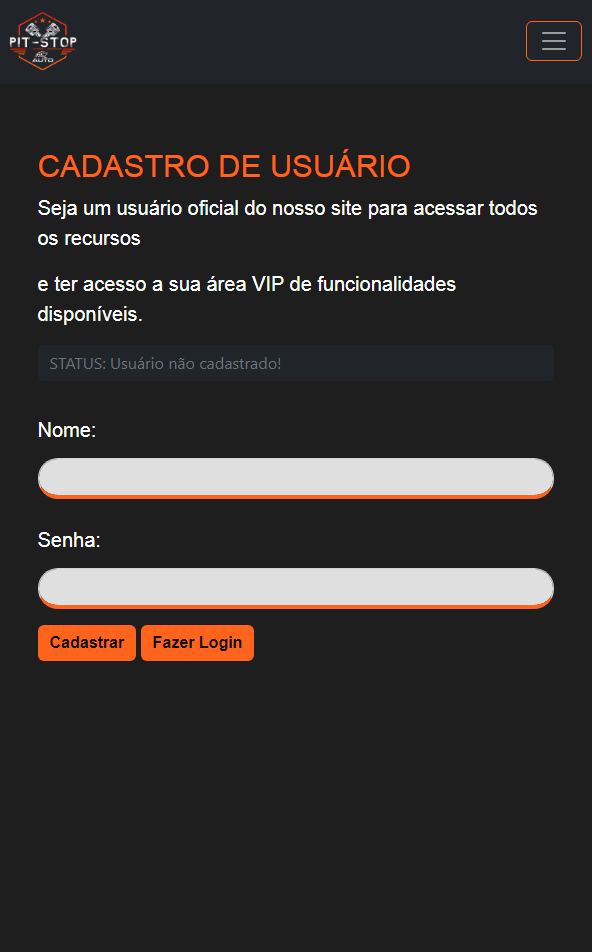 PIT-STOP
AUTO
CADASTRO DE USUÁRIO
Seja um usuário oficial do nosso site para acessar todos
os recursos
e ter acesso a sua área VIP de funcionalidades
disponíveis.
STATUS: Usuário não cadastrado!
Nome:
Senha:
Cadastrar Fazer Login